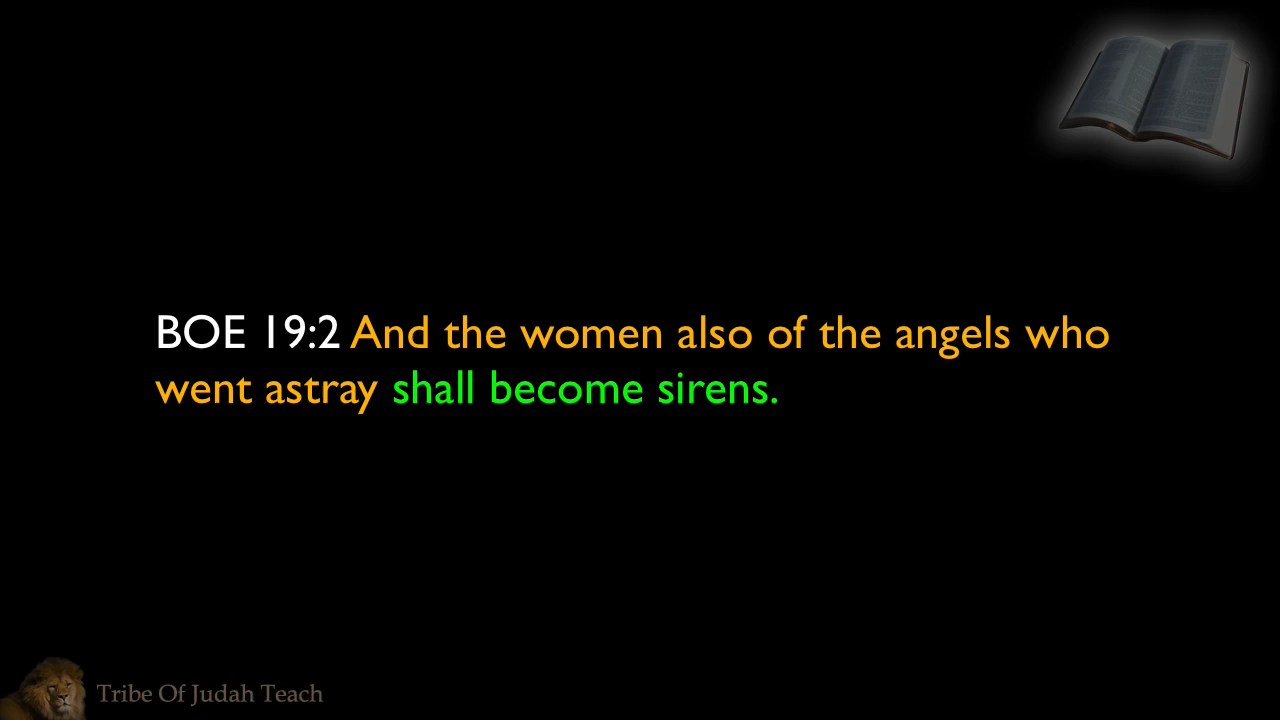 BOE 19:2 And the women also of the angels who
went astray shall become sirens.
Tribe Of Judah Teach